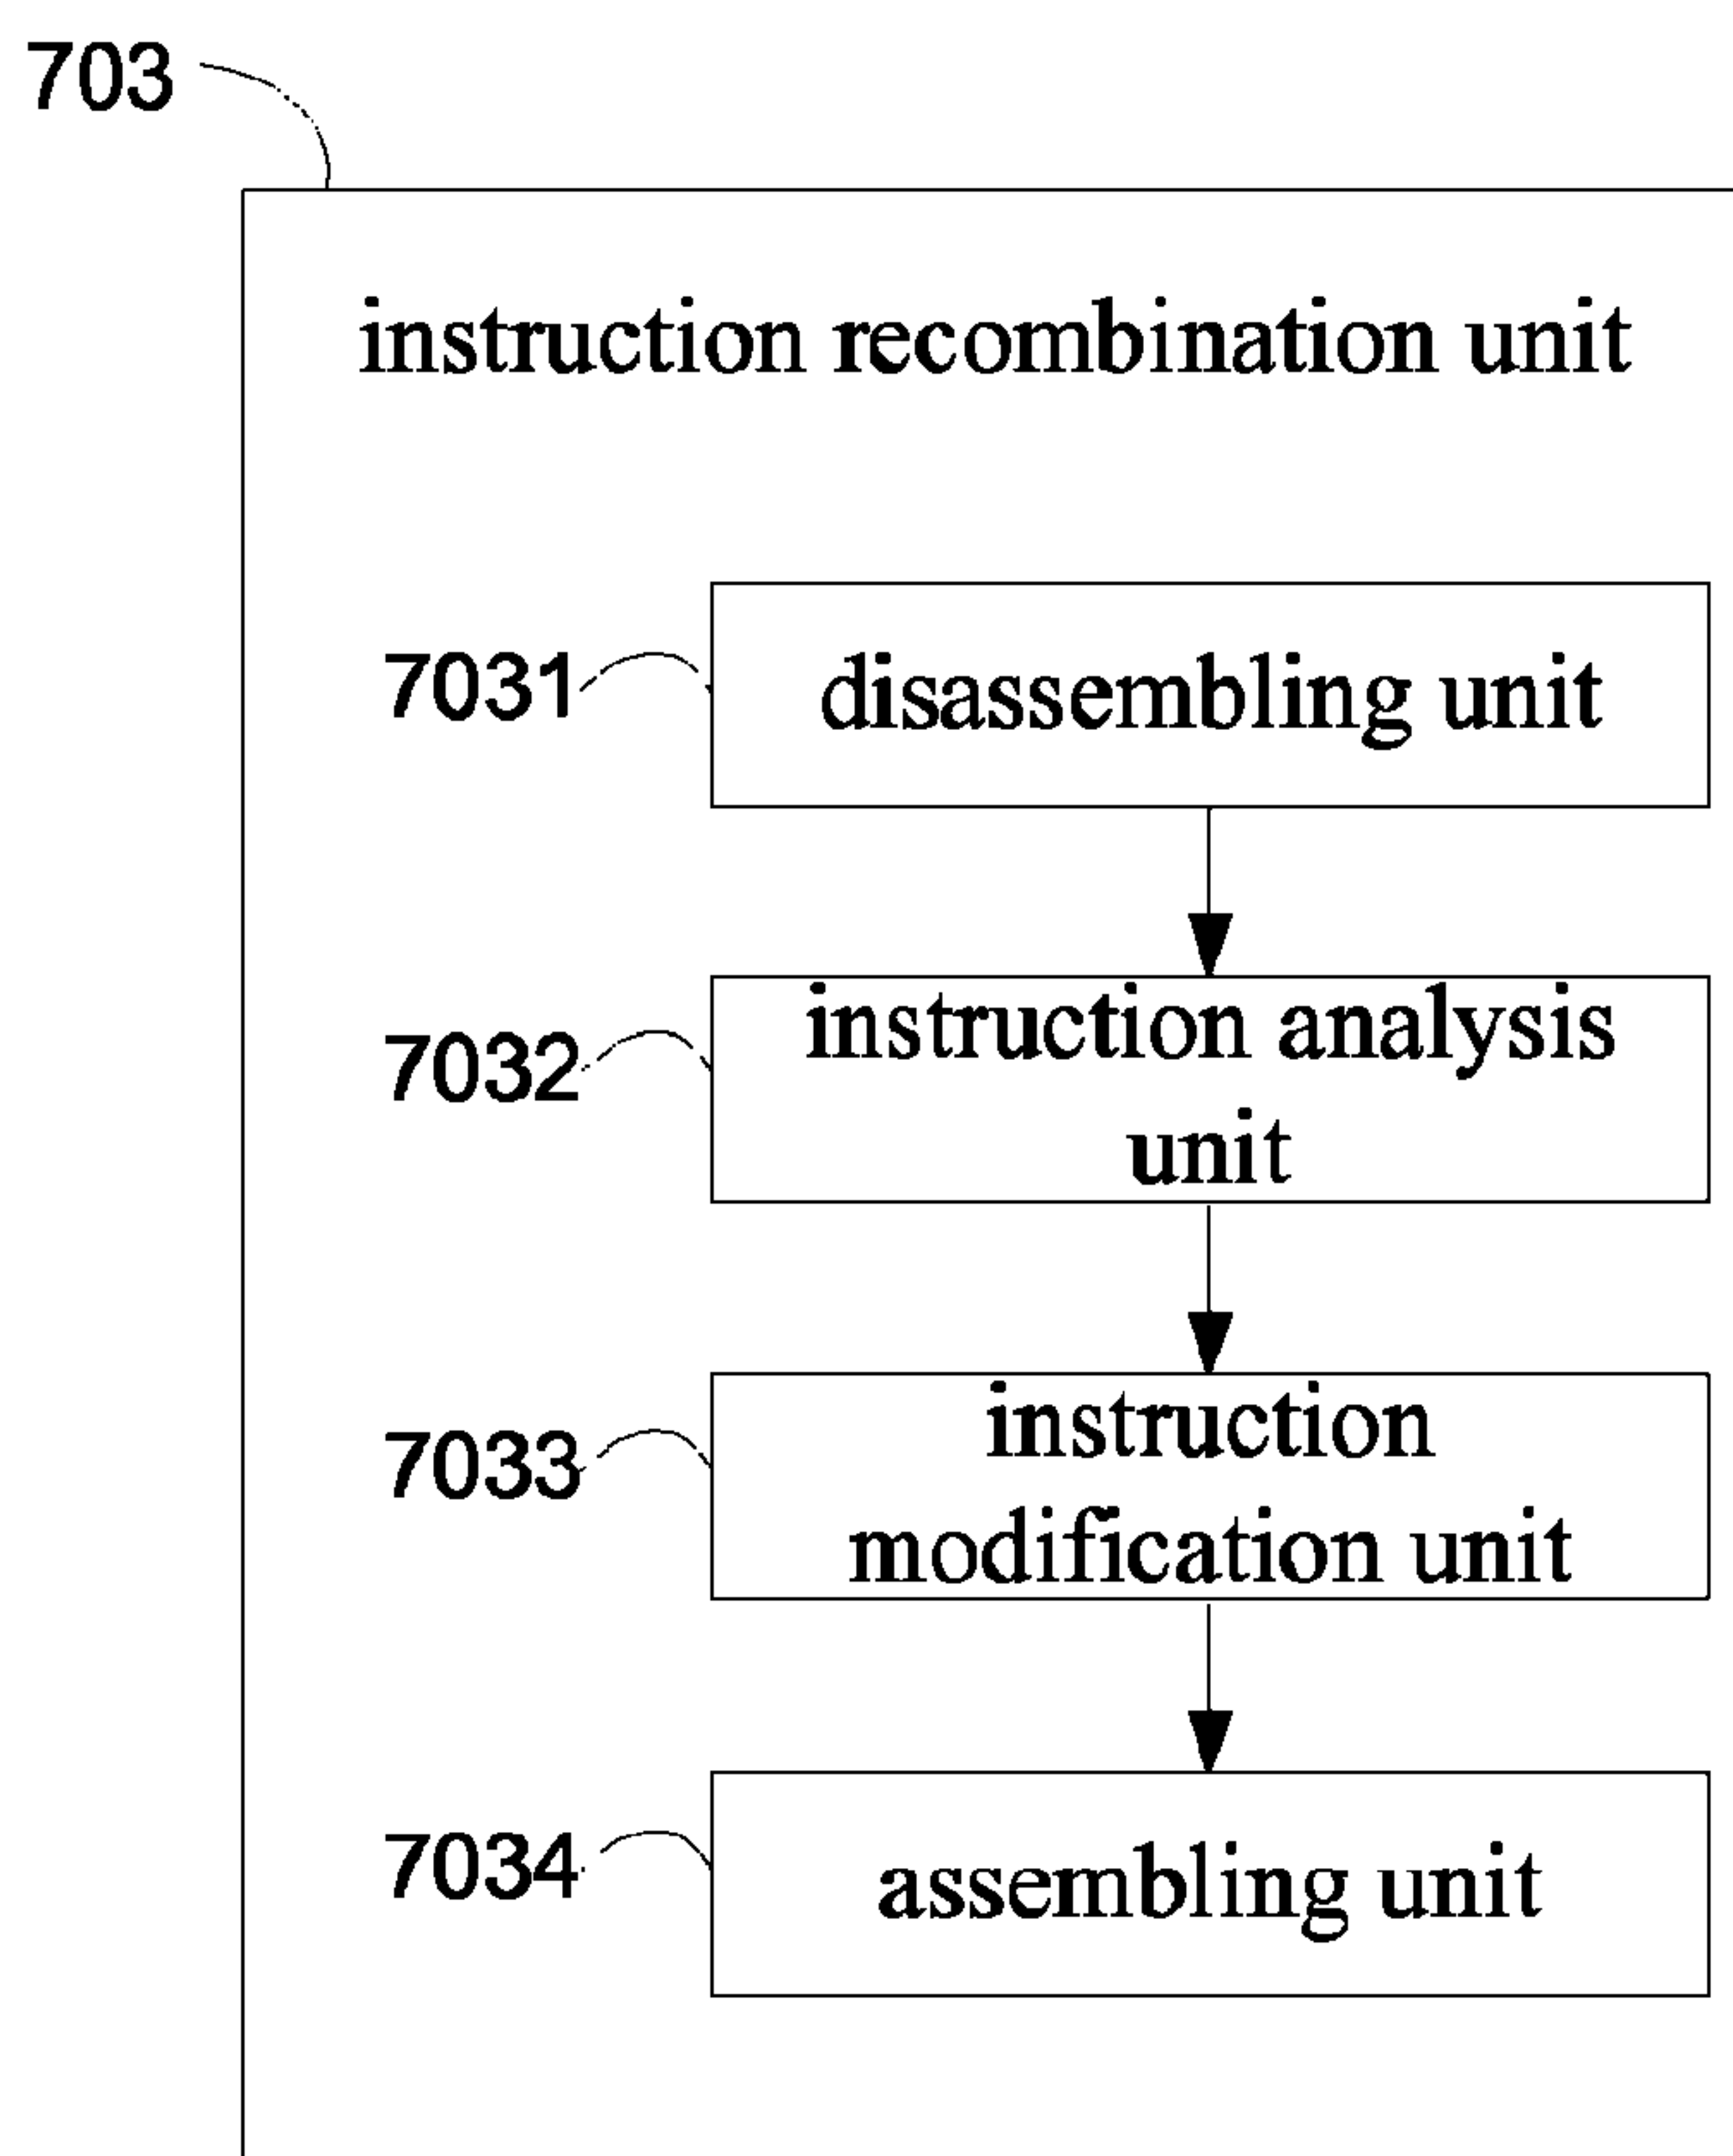 703
instruction recombination unit
7031
disassembling unit
7032
instruction analysis
unit
7033
instruction
modification unit
7034
assembling unit